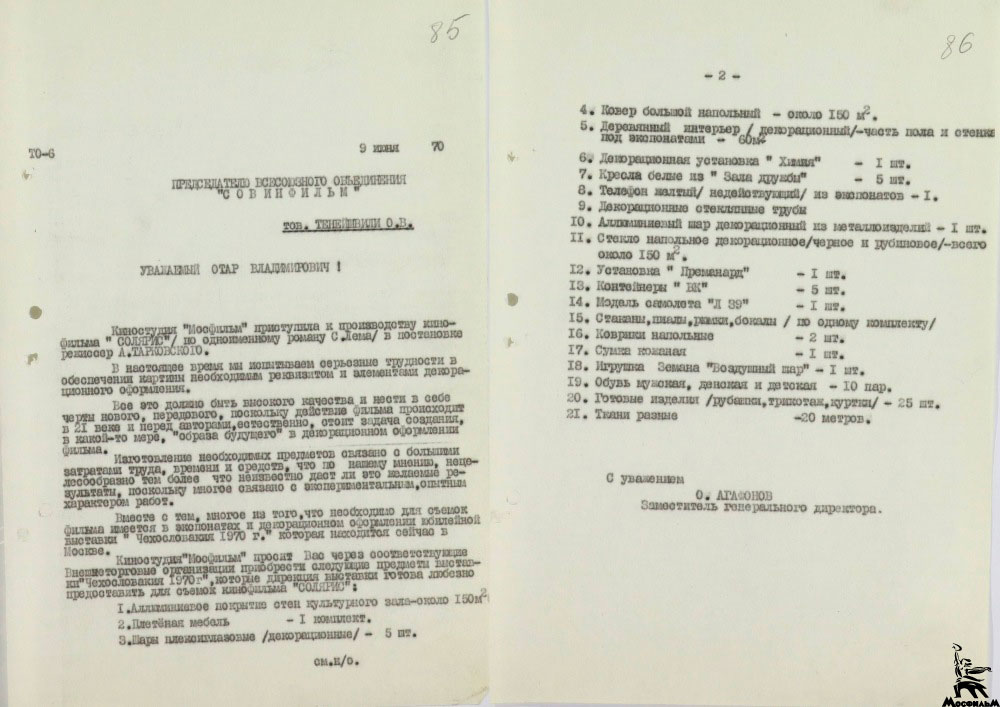 85
ТО-6
9 июня 70
ПРЕДСЕДАТЕЛЮ ВСЕСОЮЗНОГО ОБЪЕДИНЕНИЯ
"СОВИНФИЛЬМ"
тов. ТЕНЕЙШВИЛИ О.В.
УВАЖАЕМЫЙ ОТАР ВЛАДИМИРОВИЧ !
Киностудия "Мосфильм" приступила к производству кино-
фильма " СОЛЯРИС"/ по одноименному роману С.Лема/ в постановке
режиссер А.ТАРКОВСКОГО.
В настоящее время мы испытываем серьезные трудности в
обеспечении картины необходимым реквизитом и элементами декора-
ционного оформления.
Все это должно быть высокого качества и нести в себе
черты нового, передового, поскольку действие фильма происходит
в 21 веке и перед авторами,естественно, стоит задача создания,
в какой-то мере, "образа будущего" в декорационном оформлении
фильма.
Изготовление необходимых предметов связано с большими
затратами труда, времени и средств, что по нашему мнению, неце-
лесообразно тем более что неизвестно даст ли это желаемые ре-
зультаты, поскольку многое связано с экспериментальным,опытным
характером работ.
Вместе с тем, многое из того,что необходимо для съемок
фильма имеется в экспонатах и декорационном оформлении юбилейной
выставки " Чехословакия 1970 г." которая находится сейчас в
Москве.
Киностудия"Мосфильм" просит Вас через соответствующие
Внешнеторговые организации приобрести следующие предметы выстав-
ки"Чехословакия 1970г",которые дирекция выставки готова любезно
предоставить для съемок кинофильма "СОЛЯРИС":
1.Аллюминиевое покрытие стен культурного зала-около 150м2
2.Плетёная мебель - 1 комплект.
3.Шары плексиглазовые /декорационные/ - 5 шт.
см.н/о.
86
- 2 -
4. Ковер большой напольный - около 150 м2.
5. Деревянный интерьер / декорационный/-часть пола и стенки
под экспонатами - 60м2
6. Декорационная установка " Химия" - 1 шт.
7. Кресла белые из " Зала дружбы" - 5 шт.
8. Телефон желтый/ недействующий/ из экспонатов - 1.
9. Декорационные стеклянные трубы
10. Аллюминиевый шар декорационный из металлоизделий - 1 шт.
11. Стекло напольное декорационное/черное и рубиновое/-всего
около 150 м2.
12. Установка " Преманард" - 1 шт.
13. Контейнеры " ВК" - 5 шт.
14. Модель самолета "Л 39" - 1 шт.
15. Стаканы,пиалы,рюмки,бокалы / по одному комплекту/
16. Коврики напольные - 2 шт.
17. Сумка кожаная - 1 шт.
18. Игрушка Земана "Воздушный шар" - 1 шт.
19. Обувь мужская, женская и детская - 10 пар.
20. Готовые изделия /рубашки,трикотаж,куртки/ - 25 шт.
21. Ткани разные -20 метров.
С уважением
О. АГАФОНОВ
Заместитель генерального директора.
МОСФИЛЬМ